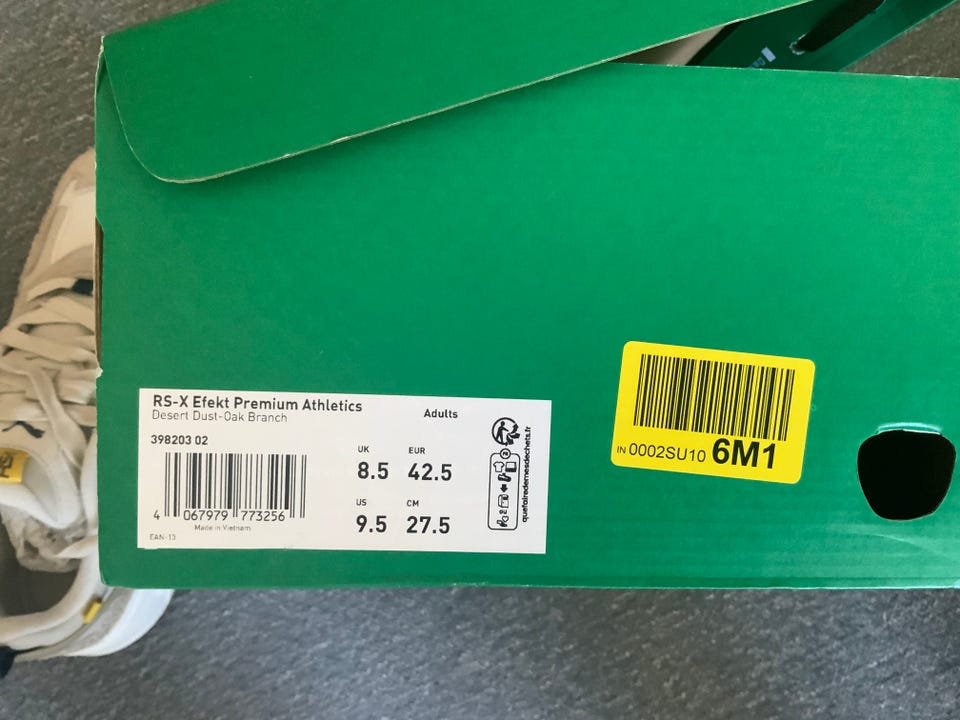 RS-X Efekt Premium Athletics
Desert Dust-Oak Branch
Adults
398203 02
UK EUR
8.5 42.5
US CM
9.5 27.5
4 067979 773256
Made in Vietnam
EAN-13
quefairedemesdechets.fr
FR
IN 0002SU10 6M1